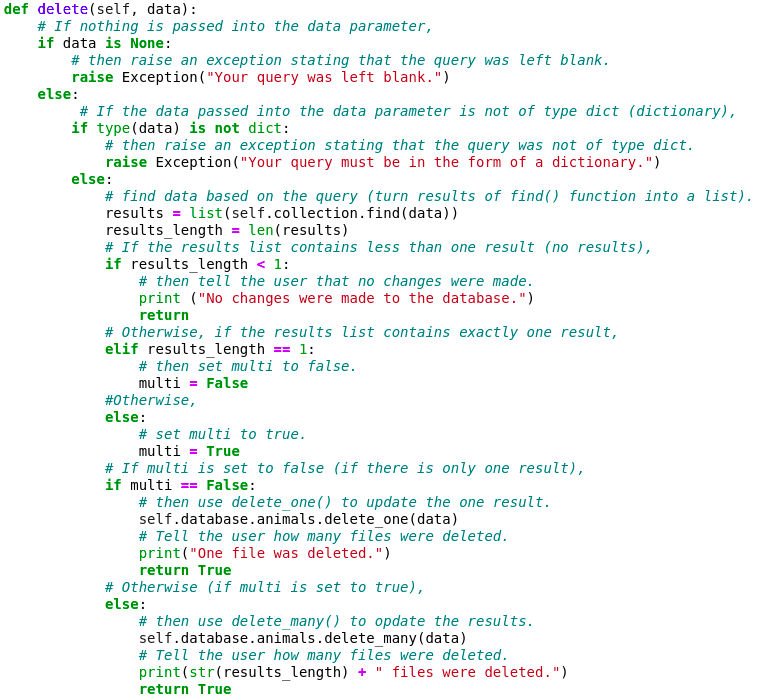 def delete(self, data):
    # If nothing is passed into the data parameter,
    if data is None:
        # then raise an exception stating that the query was left blank.
        raise Exception("Your query was left blank.")
    else:
         # If the data passed into the data parameter is not of type dict (dictionary),
        if type(data) is not dict:
            # then raise an exception stating that the query was not of type dict.
            raise Exception("Your query must be in the form of a dictionary.")
        else:
            # find data based on the query (turn results of find() function into a list).
            results = list(self.collection.find(data))
            results_length = len(results)
            # If the results list contains less than one result (no results),
            if results_length < 1:
                # then tell the user that no changes were made.
                print ("No changes were made to the database.")
                return
            # Otherwise, if the results list contains exactly one result,
            elif results_length == 1:
                # then set multi to false.
                multi = False
            #Otherwise,
            else:
                # set multi to true.
                multi = True
            # If multi is set to false (if there is only one result),
            if multi == False:
                # then use delete_one() to update the one result.
                self.database.animals.delete_one(data)
                # Tell the user how many files were deleted.
                print("One file was deleted.")
                return True
            # Otherwise (if multi is set to true),
            else:
                # then use delete_many() to opdate the results.
                self.database.animals.delete_many(data)
                # Tell the user how many files were deleted.
                print(str(results_length) + " files were deleted.")
                return True